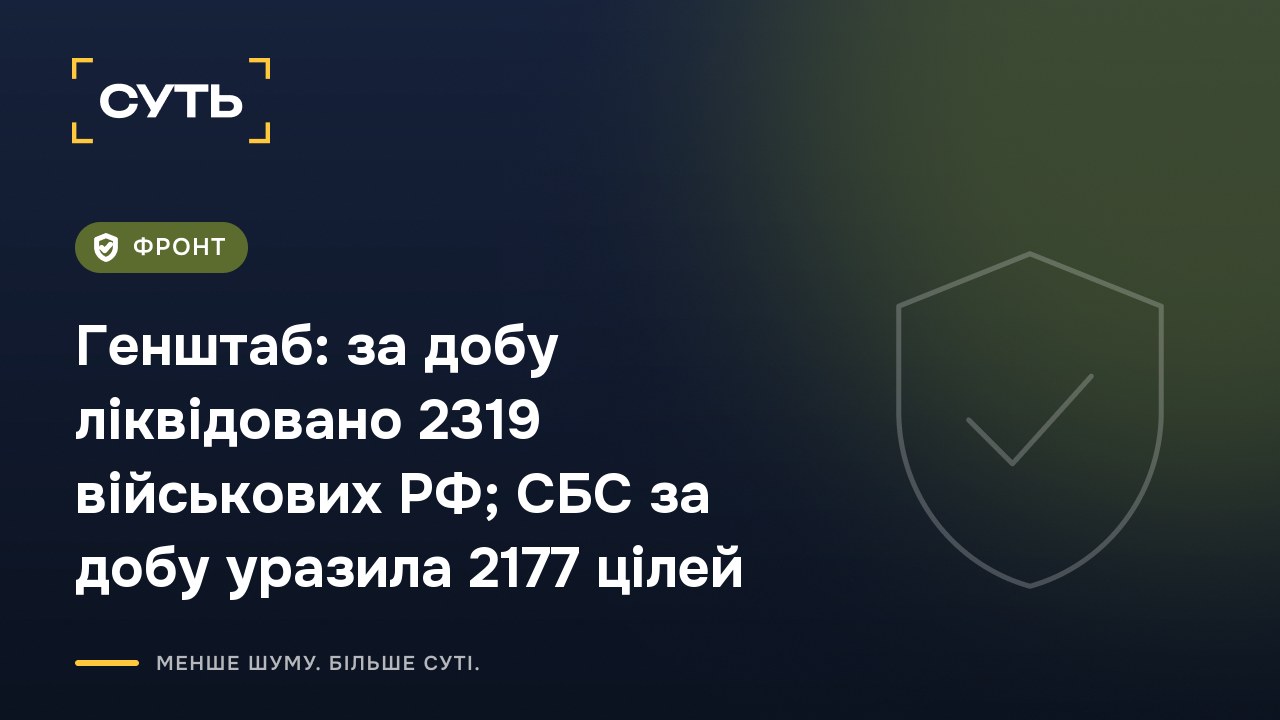 СУТЬ
ФРОНТ
Генштаб: за добу
ліквідовано 2319
військових РФ; СБС за
добу уразила 2177 цілей
МЕНШЕ ШУМУ. БІЛЬШЕ СУТІ.